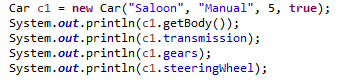 Car c1 = new Car("Saloon", "Manual", 5, true);
System.out.println(c1.getBody());
System.out.println(c1.transmission);
System.out.println(c1.gears);
System.out.println(c1.steeringWheel);